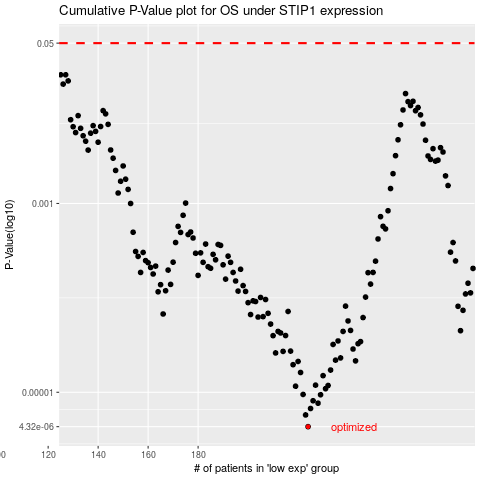 Cumulative P-Value plot for OS under STIP1 expression
0.05
0.001
0.00001
4.32e-06
optimized
P-Value(log10)
00 120 140 160 180
# of patients in 'low exp' group